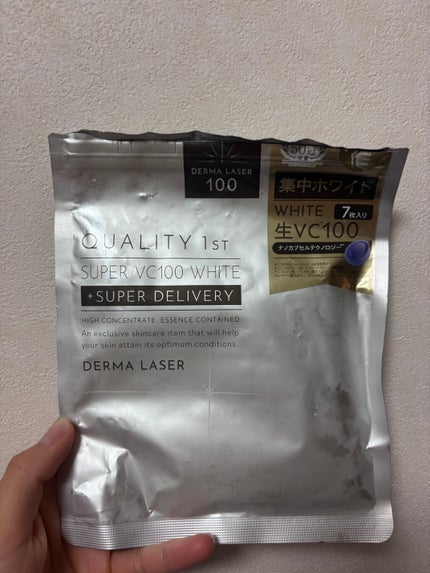 DERMA LASER
100
集中ホワイト
WHITE
7枚入り
生VC100
ナノカプセルテクノロジー
QUALITY 1ST
SUPER VC100 WHITE
+SUPER DELIVERY
HIGH CONCENTRATE ESSENCE CONTAINED
An exclusive skincare item that will help
your skin attain its optimum conditions.
DERMA LASER